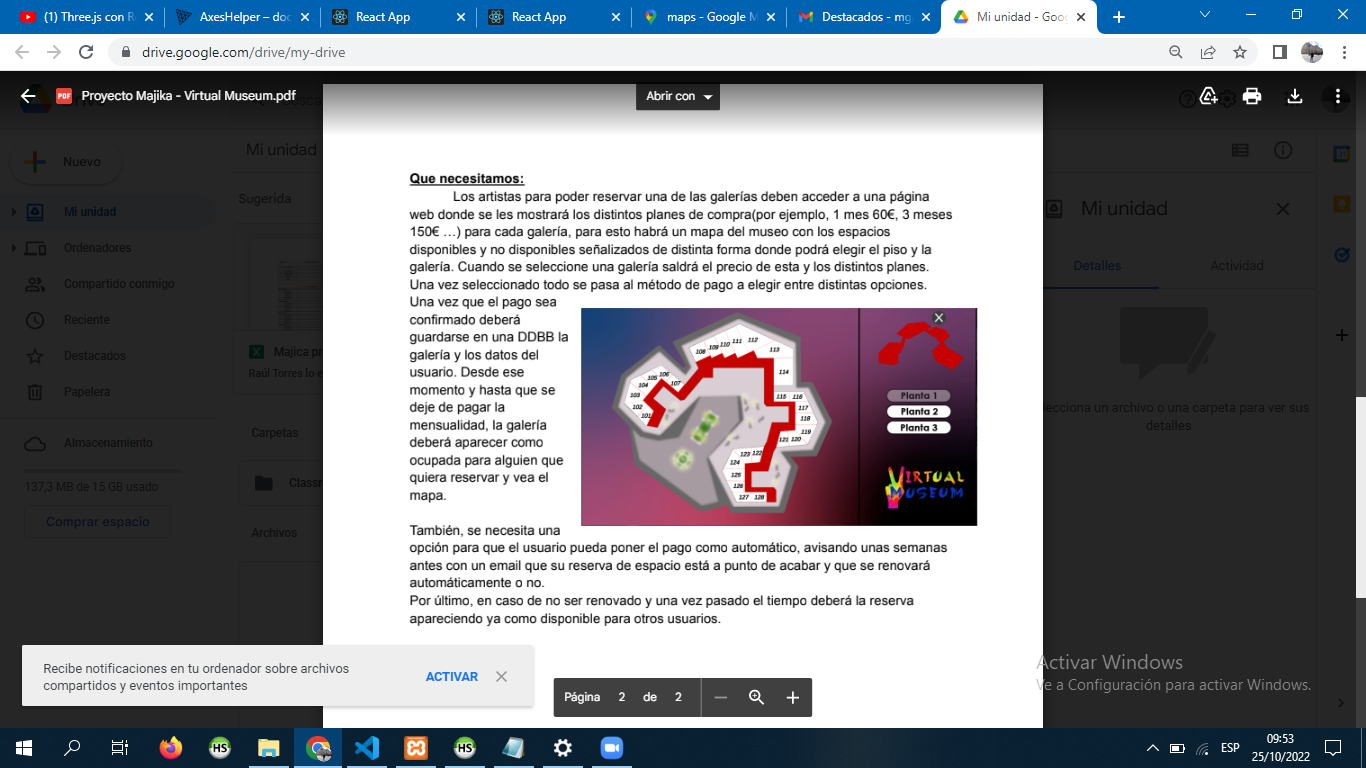 (1) Three.js con R
AxesHelper – doc
React App
React App
maps - Google M
Destacados - mg
Mi unidad - Goog
drive.google.com/drive/my-drive
PDF
Proyecto Majika - Virtual Museum.pdf
Abrir con
Nuevo
Mi unidad
Mi unidad
Ordenadores
Compartido conmigo
Reciente
Destacados
Papelera
Almacenamiento
137,3 MB de 15 GB usado
Comprar espacio
Mi unidad
Sugerida
Majica pr
Raúl Torres lo e
Carpetas
Classr
Archivos
Detalles
Actividad
elecciona un archivo o una carpeta para ver sus
detalles
Que necesitamos:
Los artistas para poder reservar una de las galerías deben acceder a una página
web donde se les mostrará los distintos planes de compra(por ejemplo, 1 mes 60€, 3 meses
150€ ...) para cada galería, para esto habrá un mapa del museo con los espacios
disponibles y no disponibles señalizados de distinta forma donde podrá elegir el piso y la
galería. Cuando se seleccione una galería saldrá el precio de esta y los distintos planes.
Una vez seleccionado todo se pasa al método de pago a elegir entre distintas opciones.
Una vez que el pago sea
confirmado deberá
guardarse en una DDBB la
galería y los datos del
usuario. Desde ese
momento y hasta que se
deje de pagar la
mensualidad, la galería
deberá aparecer como
ocupada para alguien que
quiera reservar y vea el
mapa.
101
102
103
104
105
106
107
108
109
110
111
112
113
114
115
116
117
118
119
120
121
122
123
124
125
126
127
128
Planta 1
Planta 2
Planta 3
VIRTUAL
MUSEUM
También, se necesita una
opción para que el usuario pueda poner el pago como automático, avisando unas semanas
antes con un email que su reserva de espacio está a punto de acabar y que se renovará
automáticamente o no.
Por último, en caso de no ser renovado y una vez pasado el tiempo deberá la reserva
apareciendo ya como disponible para otros usuarios.
Recibe notificaciones en tu ordenador sobre archivos
compartidos y eventos importantes
ACTIVAR
Página 2 de 2
Activar Windows
Ve a Configuración para activar Windows.
HS
HS
ESP
09:53
25/10/2022